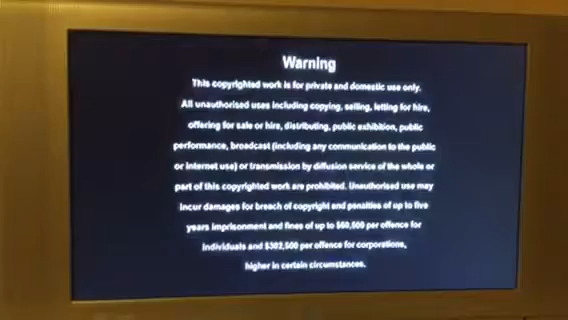 Warning
This copyrighted work is for private and domestic use only.
All unauthorised uses including copying, selling, letting for hire,
offering for sale or hire, distributing, public exhibition, public
performance, broadcast (including any communication to the public
or internet use) or transmission by diffusion service of the whole or
part of this copyrighted work are prohibited. Unauthorised use may
incur damages for breach of copyright and penalties of up to five
years imprisonment and fines of up to $60,500 per offence for
individuals and $302,500 per offence for corporations,
higher in certain circumstances.